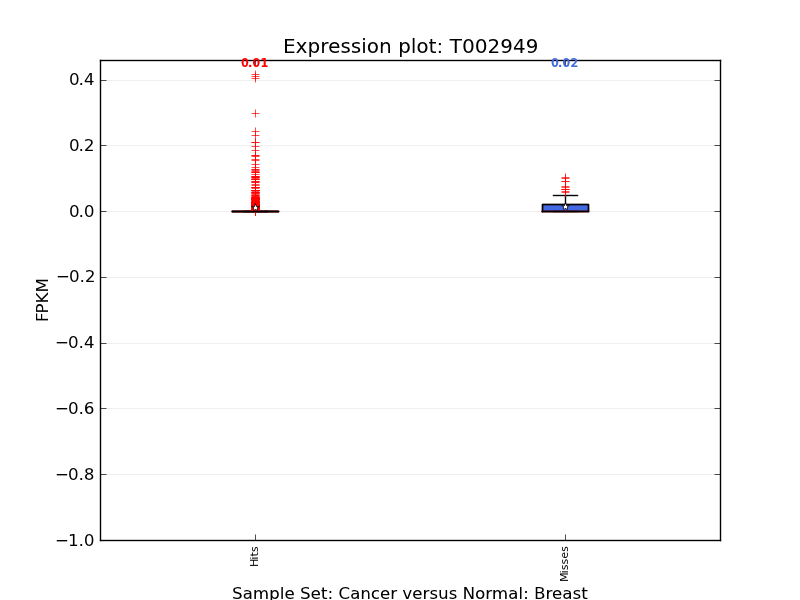 Expression plot: T002949
0.01
0.02
0.4
0.2
0.0
−0.2
−0.4
−0.6
−0.8
−1.0
FPKM
Hits
Misses
Sample Set: Cancer versus Normal: Breast